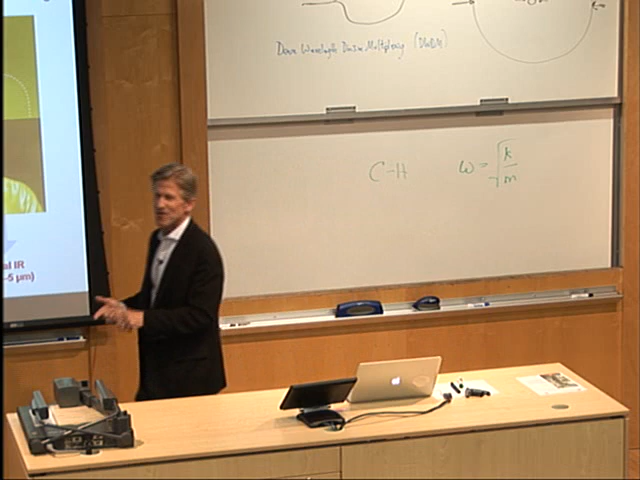 Dense Wavelength Division Multiplexing (DWDM)
C-H ω = √k/m
al IR
–5 μm)